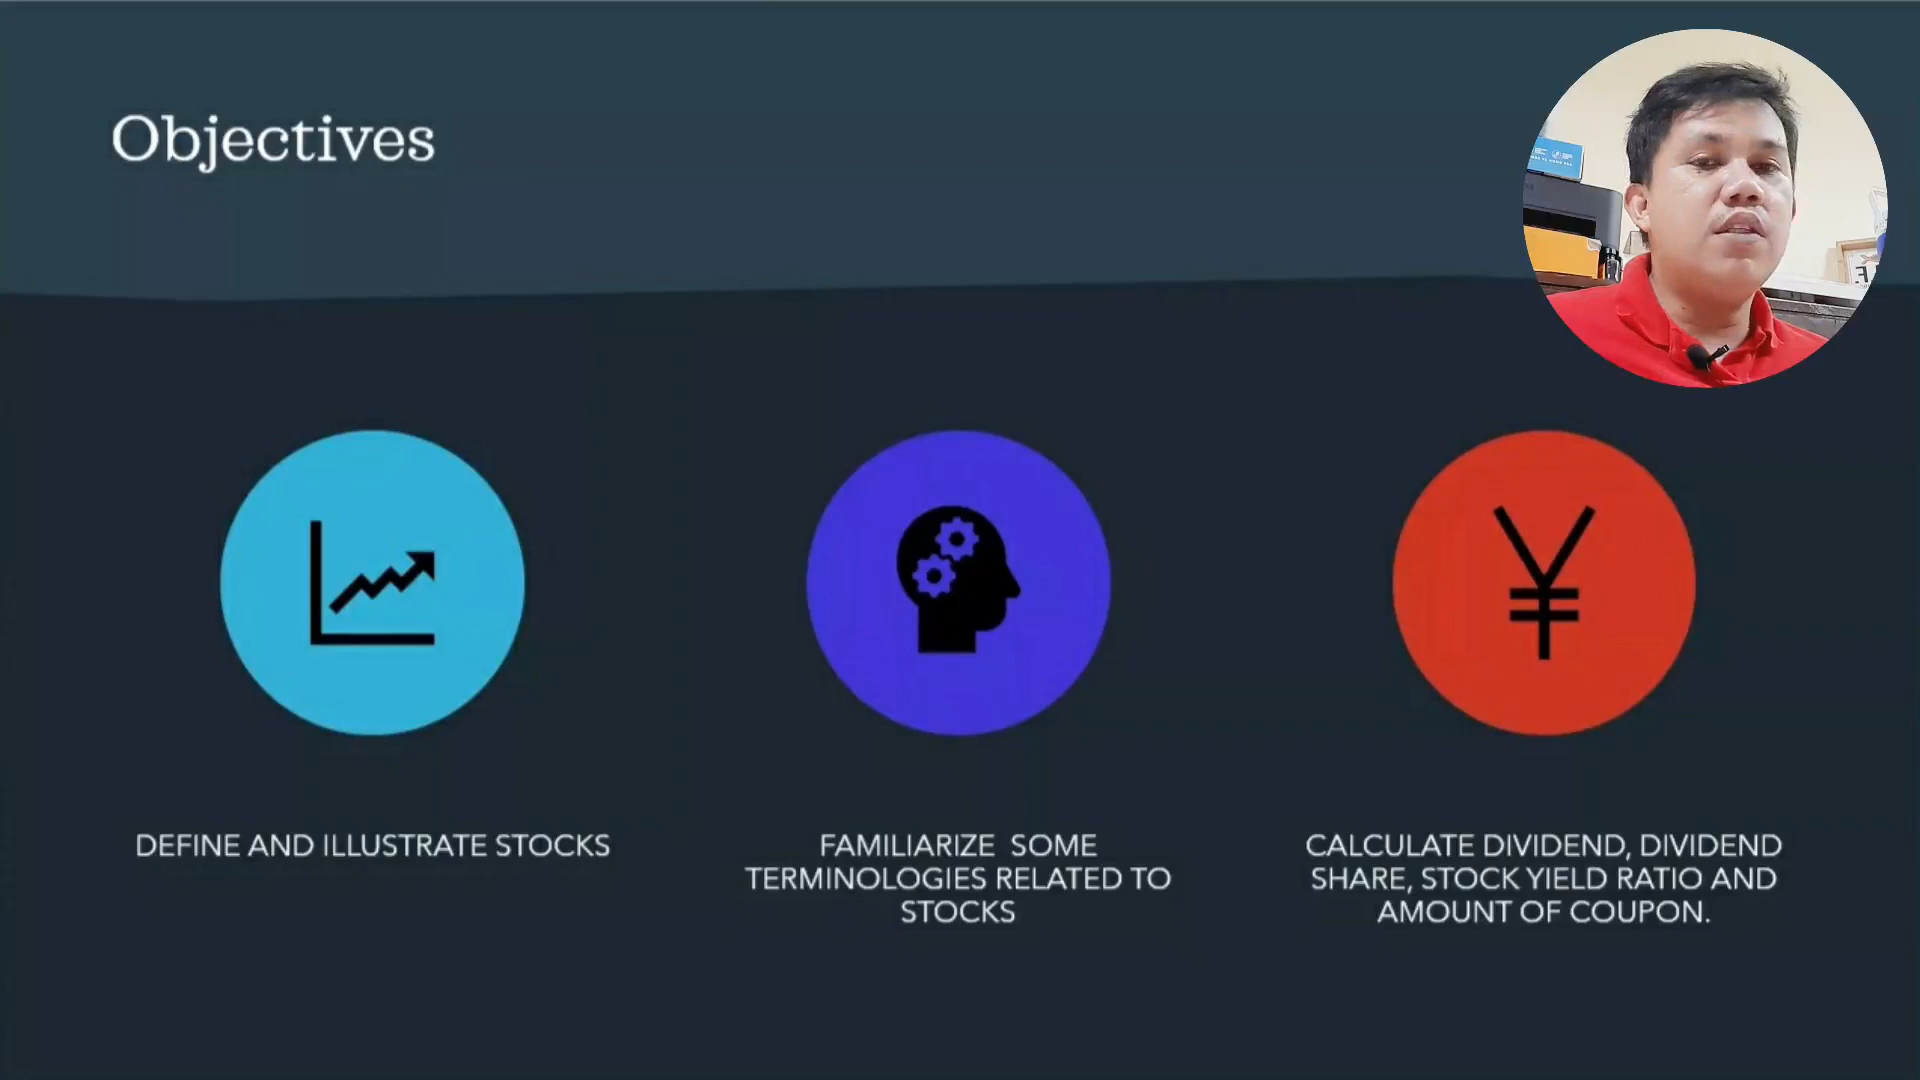 Objectives
DEFINE AND ILLUSTRATE STOCKS
FAMILIARIZE SOME
TERMINOLOGIES RELATED TO
STOCKS
CALCULATE DIVIDEND, DIVIDEND
SHARE, STOCK YIELD RATIO AND
AMOUNT OF COUPON.